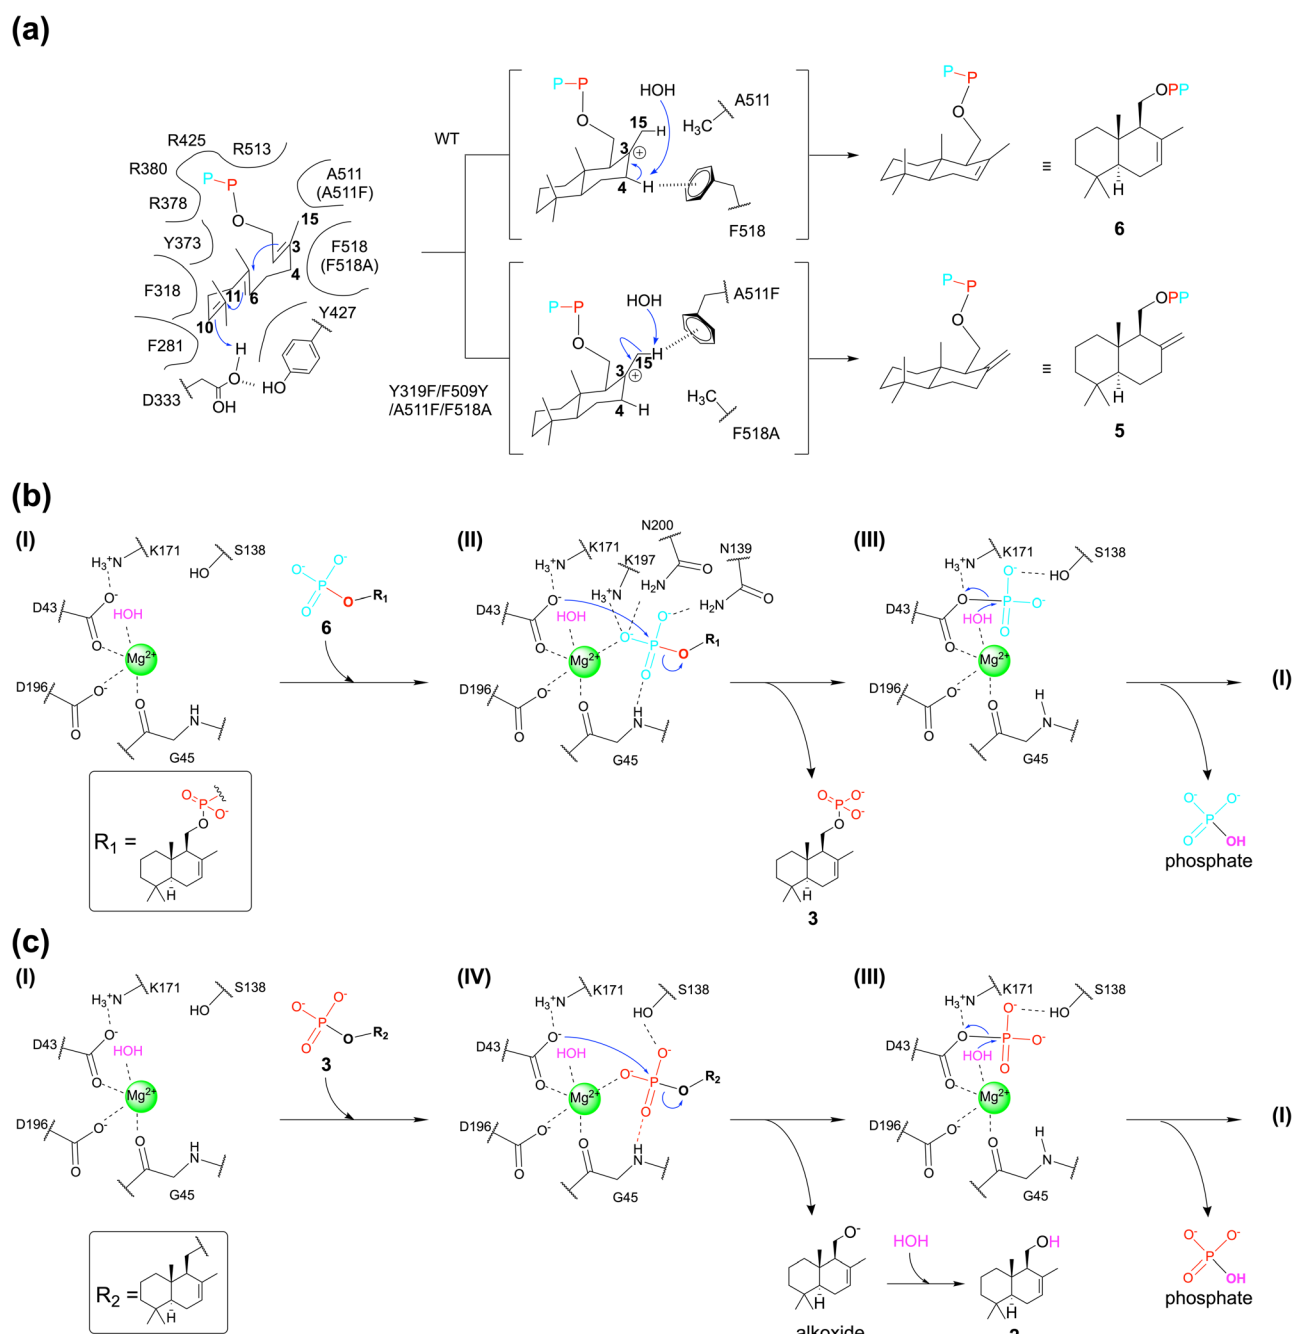 (a)
R425
R513
R380
R378
P-P
O
A511
(A511F)
15
3
4
Y373
F518
(F518A)
F318
11
6
10
Y427
F281
H
O
HO
D333
OH
WT
Y319F/F509Y
/A511F/F518A
P-P
O
HOH
15
H
3
4
H
H₃C
A511
F518
P-P
O
HOH
H
15
3
4
H
A511F
H₃C
F518A
P-P
O
≡
OPP
H
6
P-P
O
≡
OPP
H
5
(b)
(I)
H₃⁺N
K171
HO
S138
O⁻
D43
HOH
O
Mg²⁺
D196
O⁻
O
O
H
N
G45
O⁻
O⁻
P
O
O
R₁
6
R₁ =
O
P
O⁻
O
H
(II)
H₃⁺N
K171
N200
K197
N139
H₃⁺N
H₂N
O
H₂N
O
O⁻
D43
HOH
O
Mg²⁺
O⁻
O⁻
P
O
O
R₁
D196
O⁻
O
O
H
N
G45
O
P
O⁻
O⁻
O
H
3
(III)
H₃⁺N
K171
S138
HO
O⁻
O
P
O⁻
O
D43
HOH
O
Mg²⁺
D196
O⁻
O
O
H
N
G45
(I)
O⁻
O⁻
P
O
OH
phosphate
(c)
(I)
H₃⁺N
K171
HO
S138
O⁻
D43
HOH
O
Mg²⁺
D196
O⁻
O
O
H
N
G45
O⁻
O⁻
P
O
O
R₂
3
R₂ =
H
(IV)
H₃⁺N
K171
S138
HO
O⁻
D43
HOH
O
Mg²⁺
O⁻
O⁻
P
O
O
R₂
D196
O⁻
O
O
H
N
G45
O⁻
H
alkoxide
HOH
OH
H
2
(III)
H₃⁺N
K171
S138
HO
O⁻
O
P
O⁻
O
D43
HOH
O
Mg²⁺
D196
O⁻
O
O
H
N
G45
(I)
O⁻
O⁻
P
O
OH
phosphate